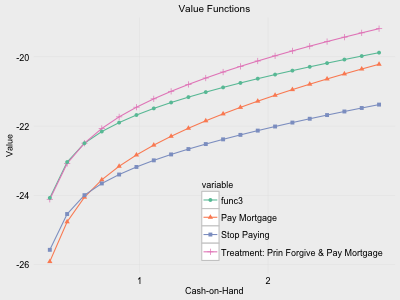 Value Functions
Value
-20
-22
-24
-26
variable
func3
Pay Mortgage
Stop Paying
Treatment: Prin Forgive & Pay Mortgage
1
2
Cash-on-Hand